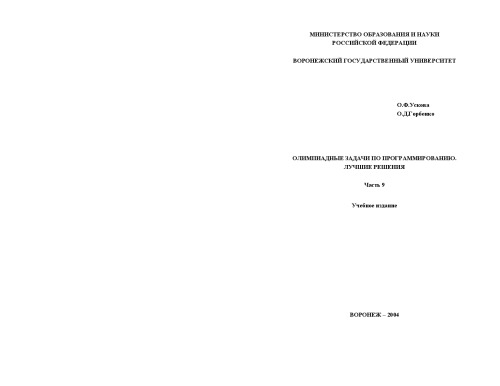 МИНИСТЕРСТВО ОБРАЗОВАНИЯ И НАУКИ
РОССИЙСКОЙ ФЕДЕРАЦИИ
ВОРОНЕЖСКИЙ ГОСУДАРСТВЕННЫЙ УНИВЕРСИТЕТ
О.Ф.Ускова
О.Д.Горбенко
ОЛИМПИАДНЫЕ ЗАДАЧИ ПО ПРОГРАММИРОВАНИЮ.
ЛУЧШИЕ РЕШЕНИЯ
Часть 9
Учебное издание
ВОРОНЕЖ – 2004